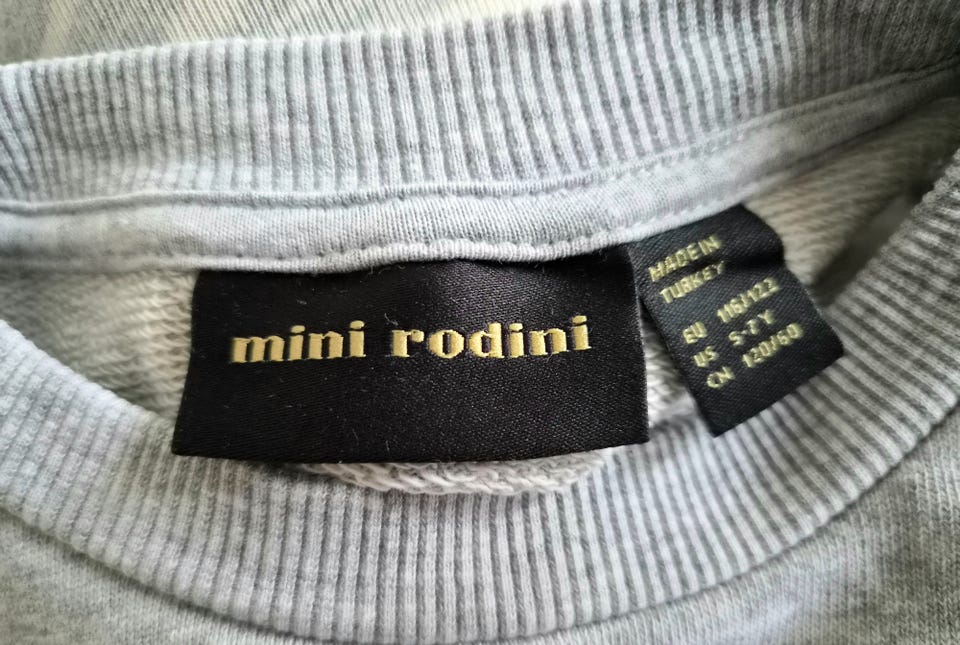 mini rodini
MADE IN
TURKEY
EU 116/122
US 5-7Y
CN 120/60